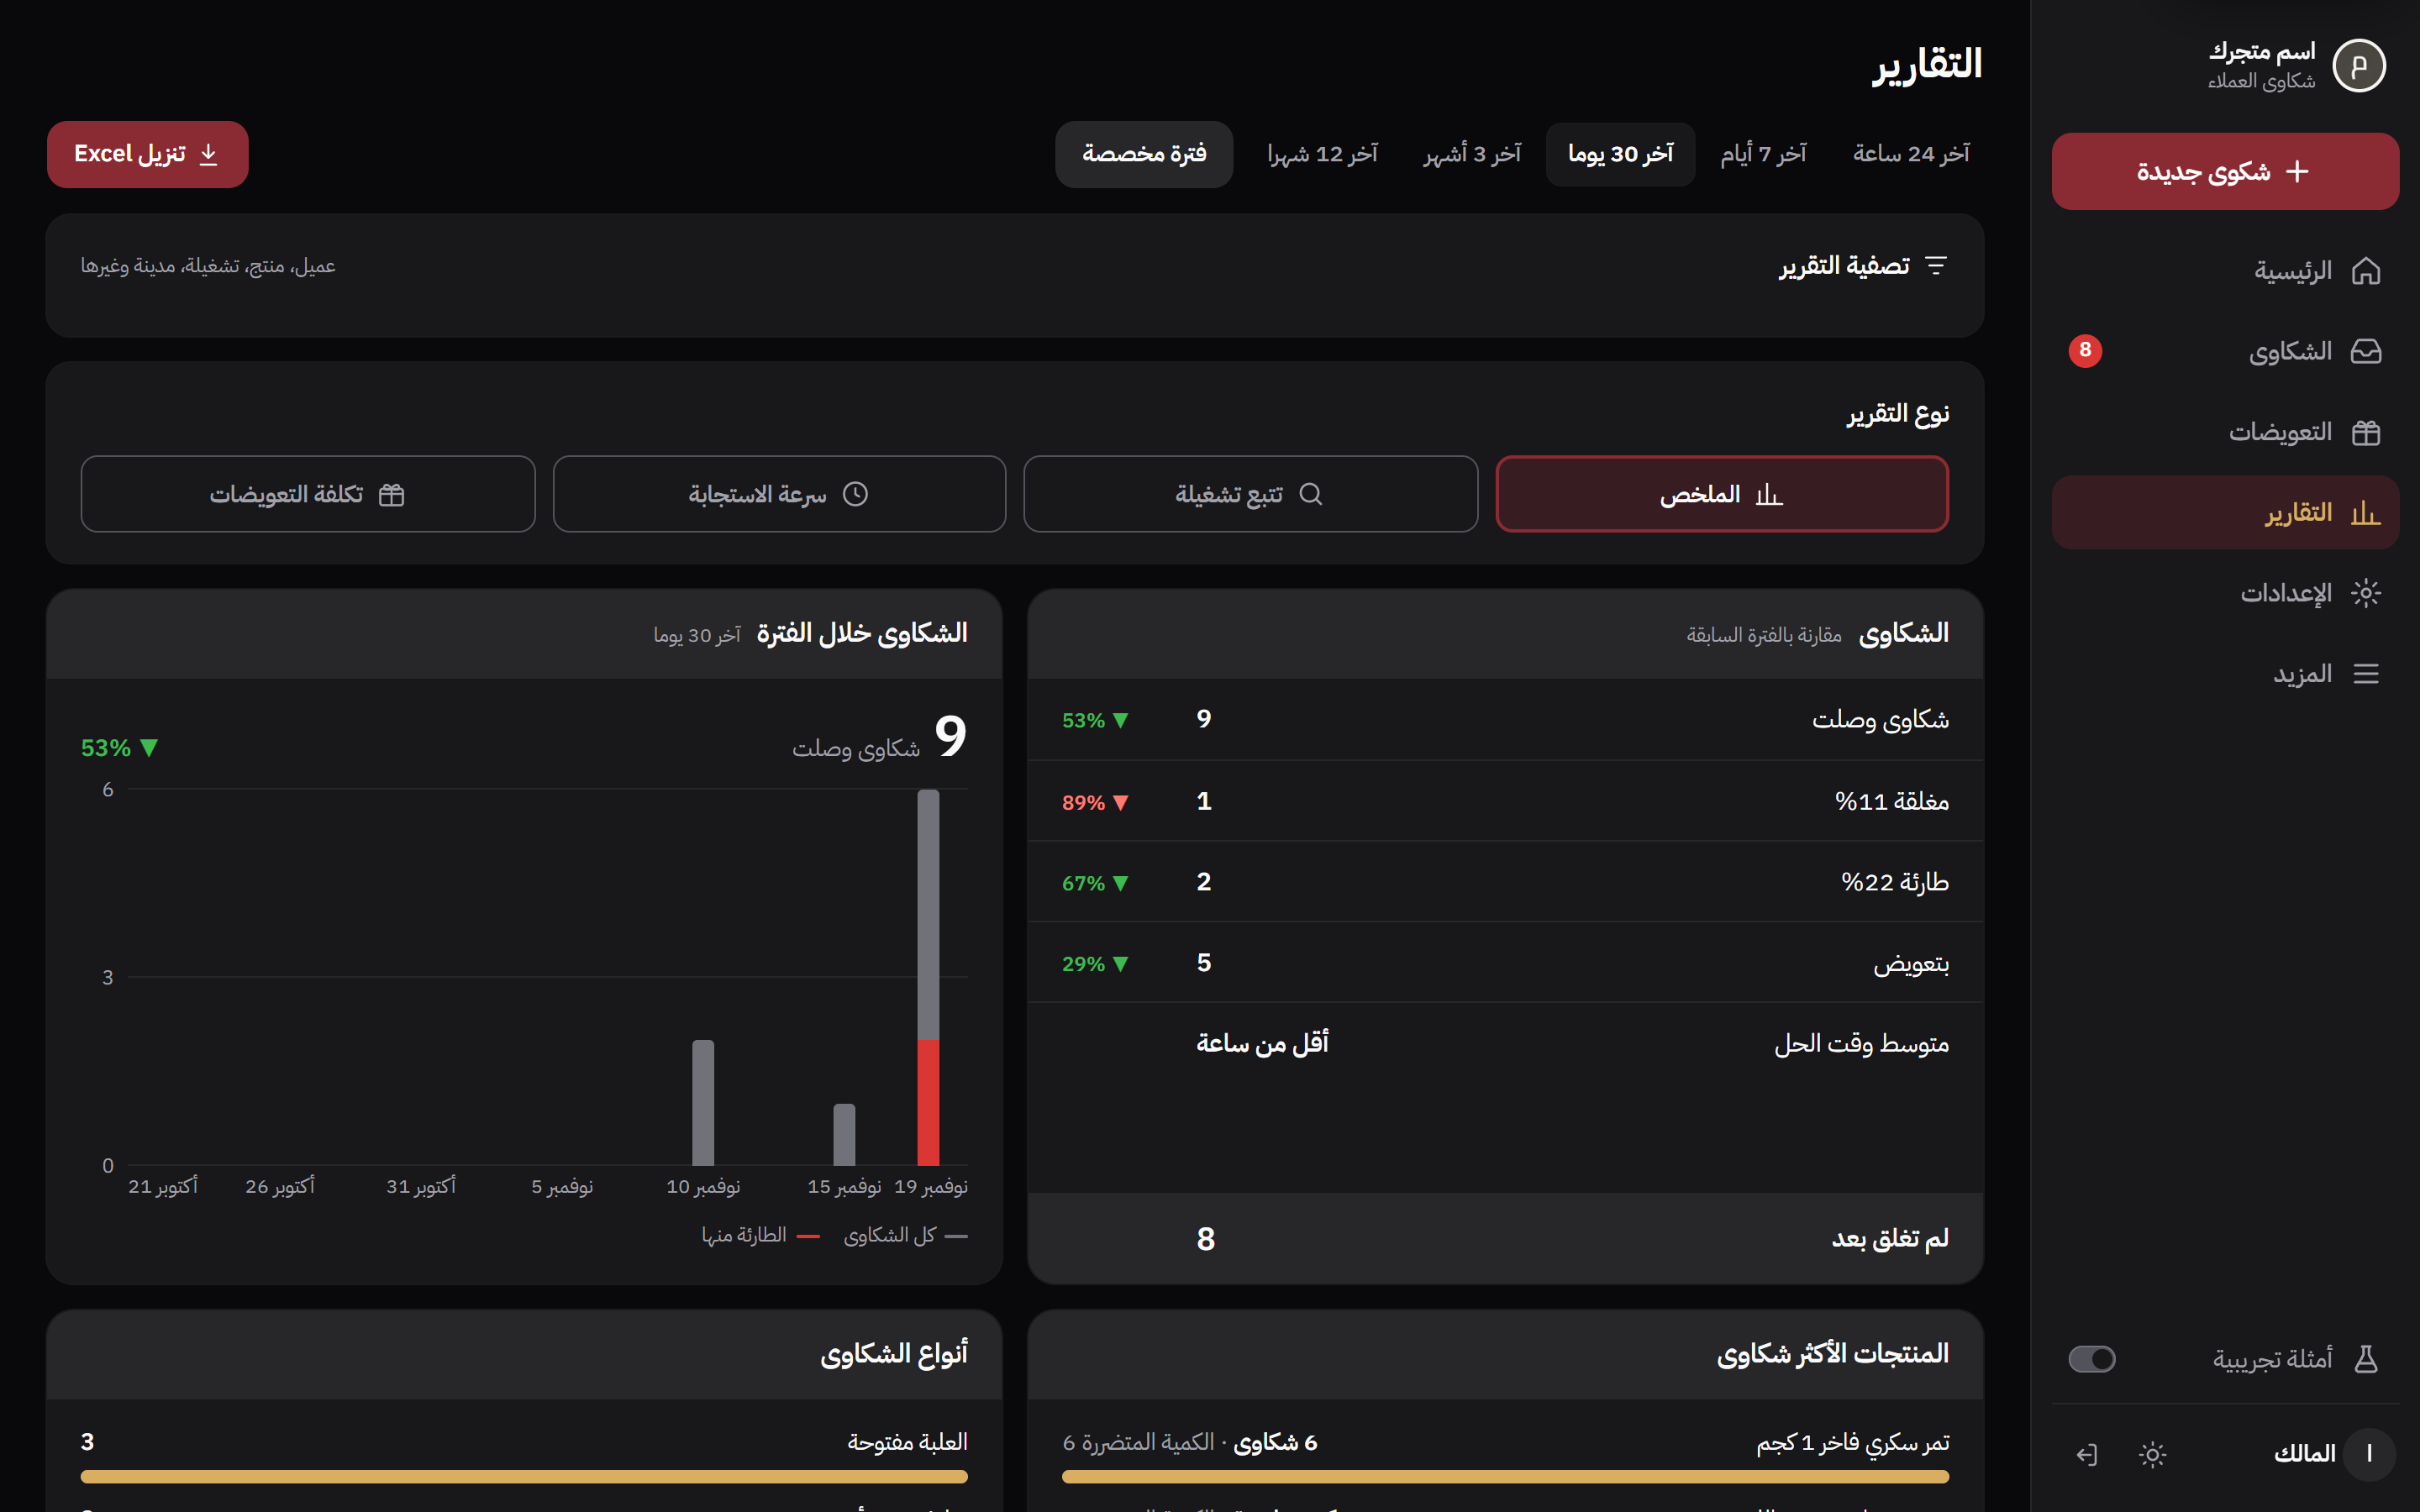 اسم متجرك
شكاوى العملاء
م
شكوى جديدة
الرئيسية
الشكاوى 8
التعويضات
التقارير
الإعدادات
المزيد
أمثلة تجريبية
ا المالك
التقارير
آخر 24 ساعة
آخر 7 أيام
آخر 30 يوما
آخر 3 أشهر
آخر 12 شهرا
فترة مخصصة
تنزيل Excel
تصفية التقرير
عميل، منتج، تشغيلة، مدينة وغيرها
نوع التقرير
الملخص
تتبع تشغيلة
سرعة الاستجابة
تكلفة التعويضات
الشكاوى مقارنة بالفترة السابقة
شكاوى وصلت 9 ▼ 53%
مغلقة 11% 1 ▼ 89%
طارئة 22% 2 ▼ 67%
بتعويض 5 ▼ 29%
متوسط وقت الحل أقل من ساعة
لم تغلق بعد 8
الشكاوى خلال الفترة آخر 30 يوما
9 شكاوى وصلت ▼ 53%
6
3
0
21 أكتوبر
26 أكتوبر
31 أكتوبر
5 نوفمبر
10 نوفمبر
15 نوفمبر
19 نوفمبر
كل الشكاوى
الطارئة منها
المنتجات الأكثر شكاوى
تمر سكري فاخر 1 كجم 6 شكاوى · الكمية المتضررة 6
أنواع الشكاوى
العلبة مفتوحة 3